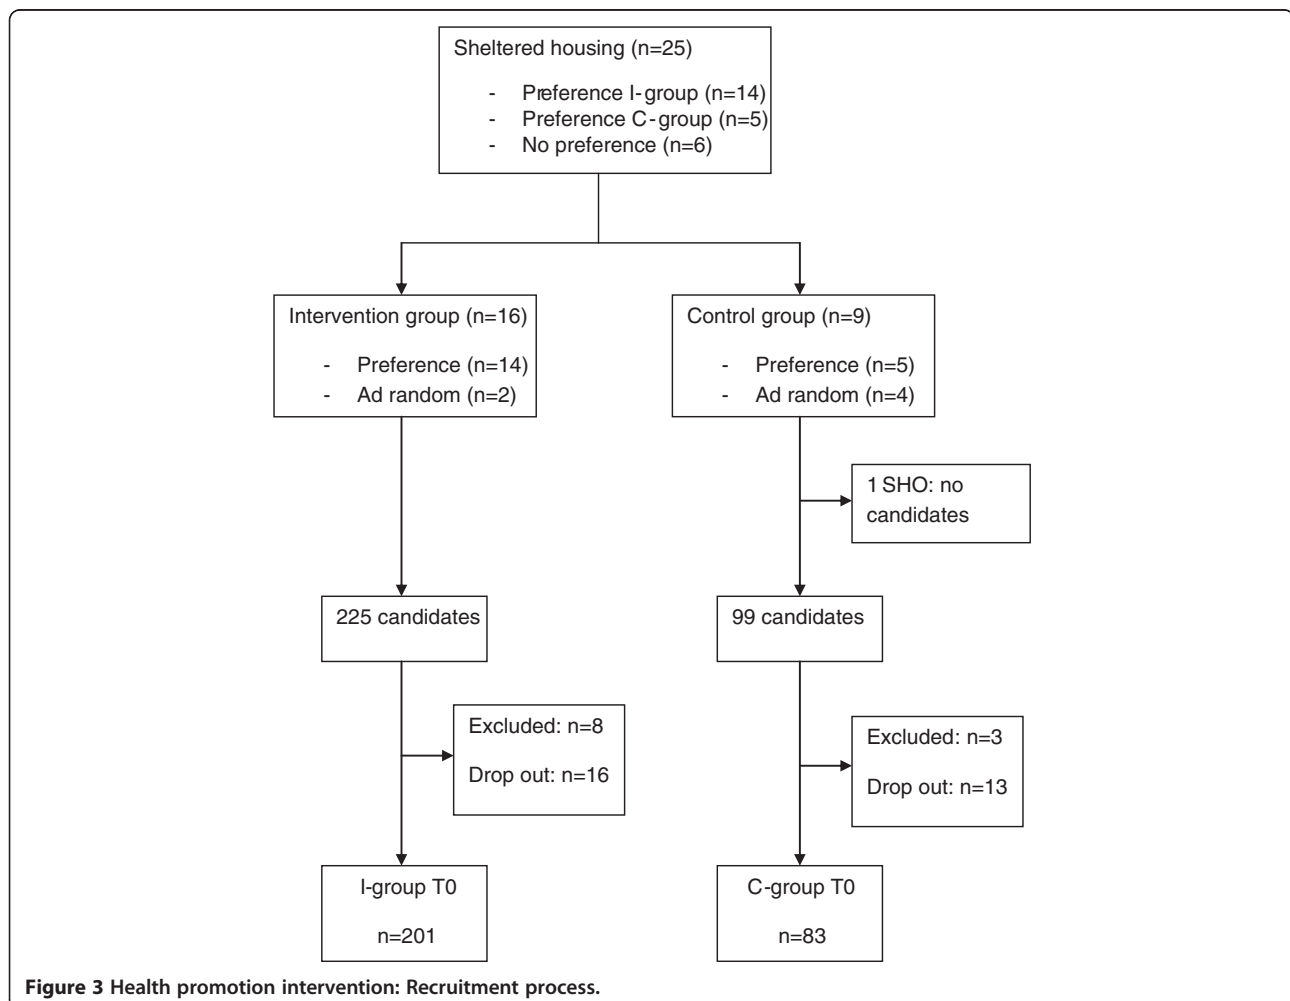 Sheltered housing (n=25)
- Preference I-group (n=14)
- Preference C-group (n=5)
- No preference (n=6)
Intervention group (n=16)
- Preference (n=14)
- Ad random (n=2)
Control group (n=9)
- Preference (n=5)
- Ad random (n=4)
1 SHO: no
candidates
225 candidates
99 candidates
Excluded: n=8
Drop out: n=16
Excluded: n=3
Drop out: n=13
I-group T0
n=201
C-group T0
n=83
Figure 3 Health promotion intervention: Recruitment process.